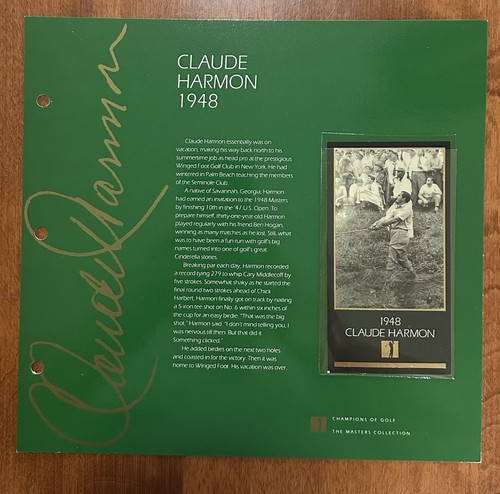 Claude Harmon
CLAUDE
HARMON
1948
Claude Harmon essentially was on
vacation, making his way back north to his
summertime job as head pro at the prestigious
Winged Foot Golf Club in New York. He had
wintered in Palm Beach teaching the members
of the Seminole Club.
A native of Savannah, Georgia, Harmon
had earned an invitation to the 1948 Masters
by finishing 10th in the '47 U.S. Open. To
prepare himself, thirty-one-year old Harmon
played regularly with his friend Ben Hogan,
winning as many matches as he lost. Still, what
was to have been a fun run with golf's big
names turned into one of golf's great
Cinderella stories.
Breaking par each day, Harmon recorded
a record-tying 279 to whip Cary Middlecoff by
five strokes. Somewhat shaky as he started the
final round two strokes ahead of Chick
Harbert, Harmon finally got on track by nailing
a 5-iron tee shot on No. 6 within six inches of
the cup for an easy birdie. "That was the big
shot," Harmon said. "I don't mind telling you, I
was nervous till then. But that did it.
Something clicked."
He added birdies on the next two holes
and coasted in for the victory. Then it was
home to Winged Foot. His vacation was over.
1948
CLAUDE HARMON
CHAMPIONS OF GOLF
THE MASTERS COLLECTION